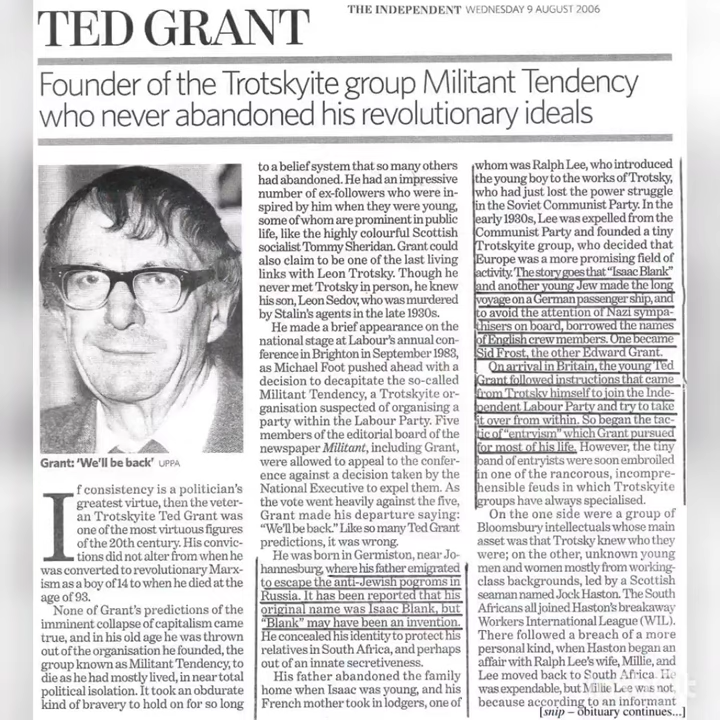 THE INDEPENDENT WEDNESDAY 9 AUGUST 2006
TED GRANT
Founder of the Trotskyite group Militant Tendency
who never abandoned his revolutionary ideals
Grant: 'We'll be back' UPPA
If consistency is a politician's
greatest virtue, then the veter-
an Trotskyite Ted Grant was
one of the most virtuous figures
of the 20th century. His convic-
tions did not alter from when he
was converted to revolutionary Marx-
ism as a boy of 14 to when he died at the
age of 93.
None of Grant's predictions of the
imminent collapse of capitalism came
true, and in his old age he was thrown
out of the organisation he founded, the
group known as Militant Tendency, to
die as he had mostly lived, in near total
political isolation. It took an obdurate
kind of bravery to hold on for so long
to a belief system that so many others
had abandoned. He had an impressive
number of ex-followers who were in-
spired by him when they were young,
some of whom are prominent in public
life, like the highly colourful Scottish
socialist Tommy Sheridan. Grant could
also claim to be one of the last living
links with Leon Trotsky. Though he
never met Trotsky in person, he knew
his son, Leon Sedov, who was murdered
by Stalin's agents in the late 1930s.
He made a brief appearance on the
national stage at Labour's annual con-
ference in Brighton in September 1983,
as Michael Foot pushed ahead with a
decision to decapitate the so-called
Militant Tendency, a Trotskyite or-
ganisation suspected of organising a
party within the Labour Party. Five
members of the editorial board of the
newspaper Militant, including Grant,
were allowed to appeal to the confer-
ence against a decision taken by the
National Executive to expel them. As
the vote went heavily against the five,
Grant made his departure saying:
"We'll be back." Like so many Ted Grant
predictions, it was wrong.
He was born in Germiston, near Jo-
hannesburg, where his father emigrated
to escape the anti-Jewish pogroms in
Russia. It has been reported that his
original name was Isaac Blank, but
"Blank" may have been an invention.
He concealed his identity to protect his
relatives in South Africa, and perhaps
out of an innate secretiveness.
His father abandoned the family
home when Isaac was young, and his
French mother took in lodgers, one of
whom was Ralph Lee, who introduced
the young boy to the works of Trotsky,
who had just lost the power struggle
in the Soviet Communist Party. In the
early 1930s, Lee was expelled from the
Communist Party and founded a tiny
Trotskyite group, who decided that
Europe was a more promising field of
activity. The story goes that "Isaac Blank"
and another young Jew made the long
voyage on a German passenger ship, and
to avoid the attention of Nazi sympa-
thisers on board, borrowed the names
of English crew members. One became
Sid Frost, the other Edward Grant.
On arrival in Britain, the young Ted
Grant followed instructions that came
from Trotsky himself to join the Inde-
pendent Labour Party and try to take
it over from within. So began the tac-
tic of "entryism" which Grant pursued
for most of his life. However, the tiny
band of entryists were soon embroiled
in one of the rancorous, incompre-
hensible feuds in which Trotskyite
groups have always specialised.
On the one side were a group of
Bloomsbury intellectuals whose main
asset was that Trotsky knew who they
were; on the other, unknown young
men and women mostly from working-
class backgrounds, led by a Scottish
seaman named Jock Haston. The South
Africans all joined Haston's breakaway
Workers International League (WIL).
There followed a breach of a more
personal kind, when Haston began an
affair with Ralph Lee's wife, Millie, and
Lee moved back to South Africa. He
was expendable, but Millie Lee was not,
because according to an informant
[snip – obituary continues...]